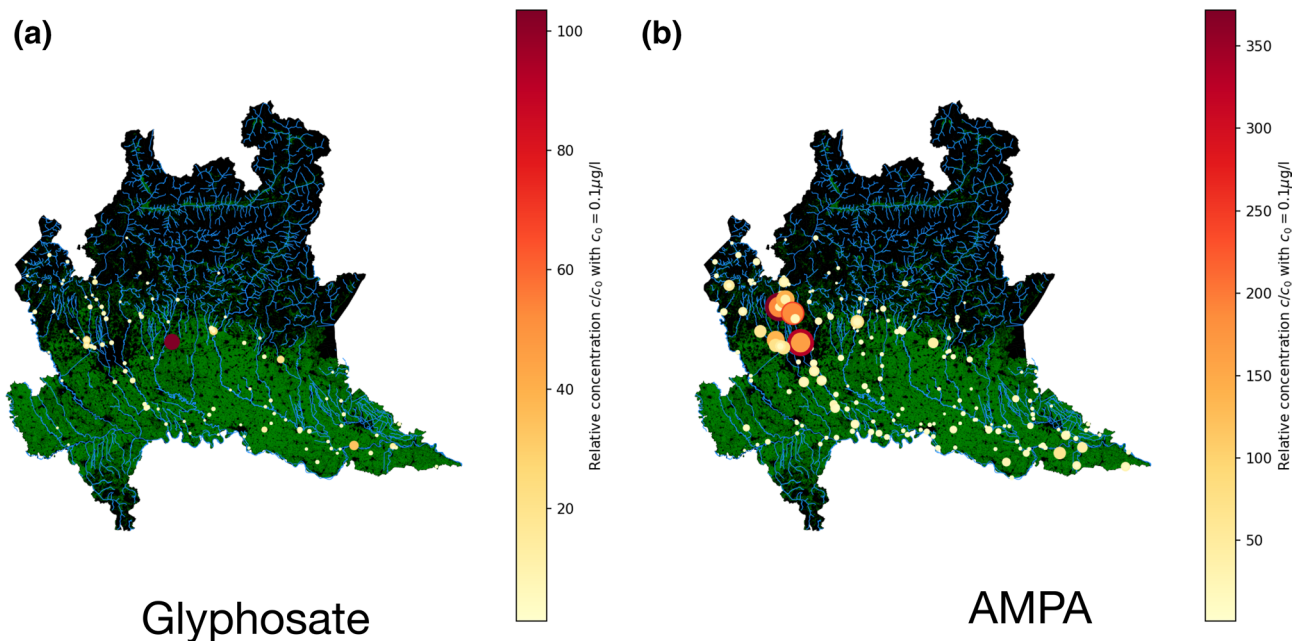 (a)
100
80
60
40
20
Relative concentration c/c₀ with c₀ = 0.1μg/l
Glyphosate
(b)
350
300
250
200
150
100
50
Relative concentration c/c₀ with c₀ = 0.1μg/l
AMPA